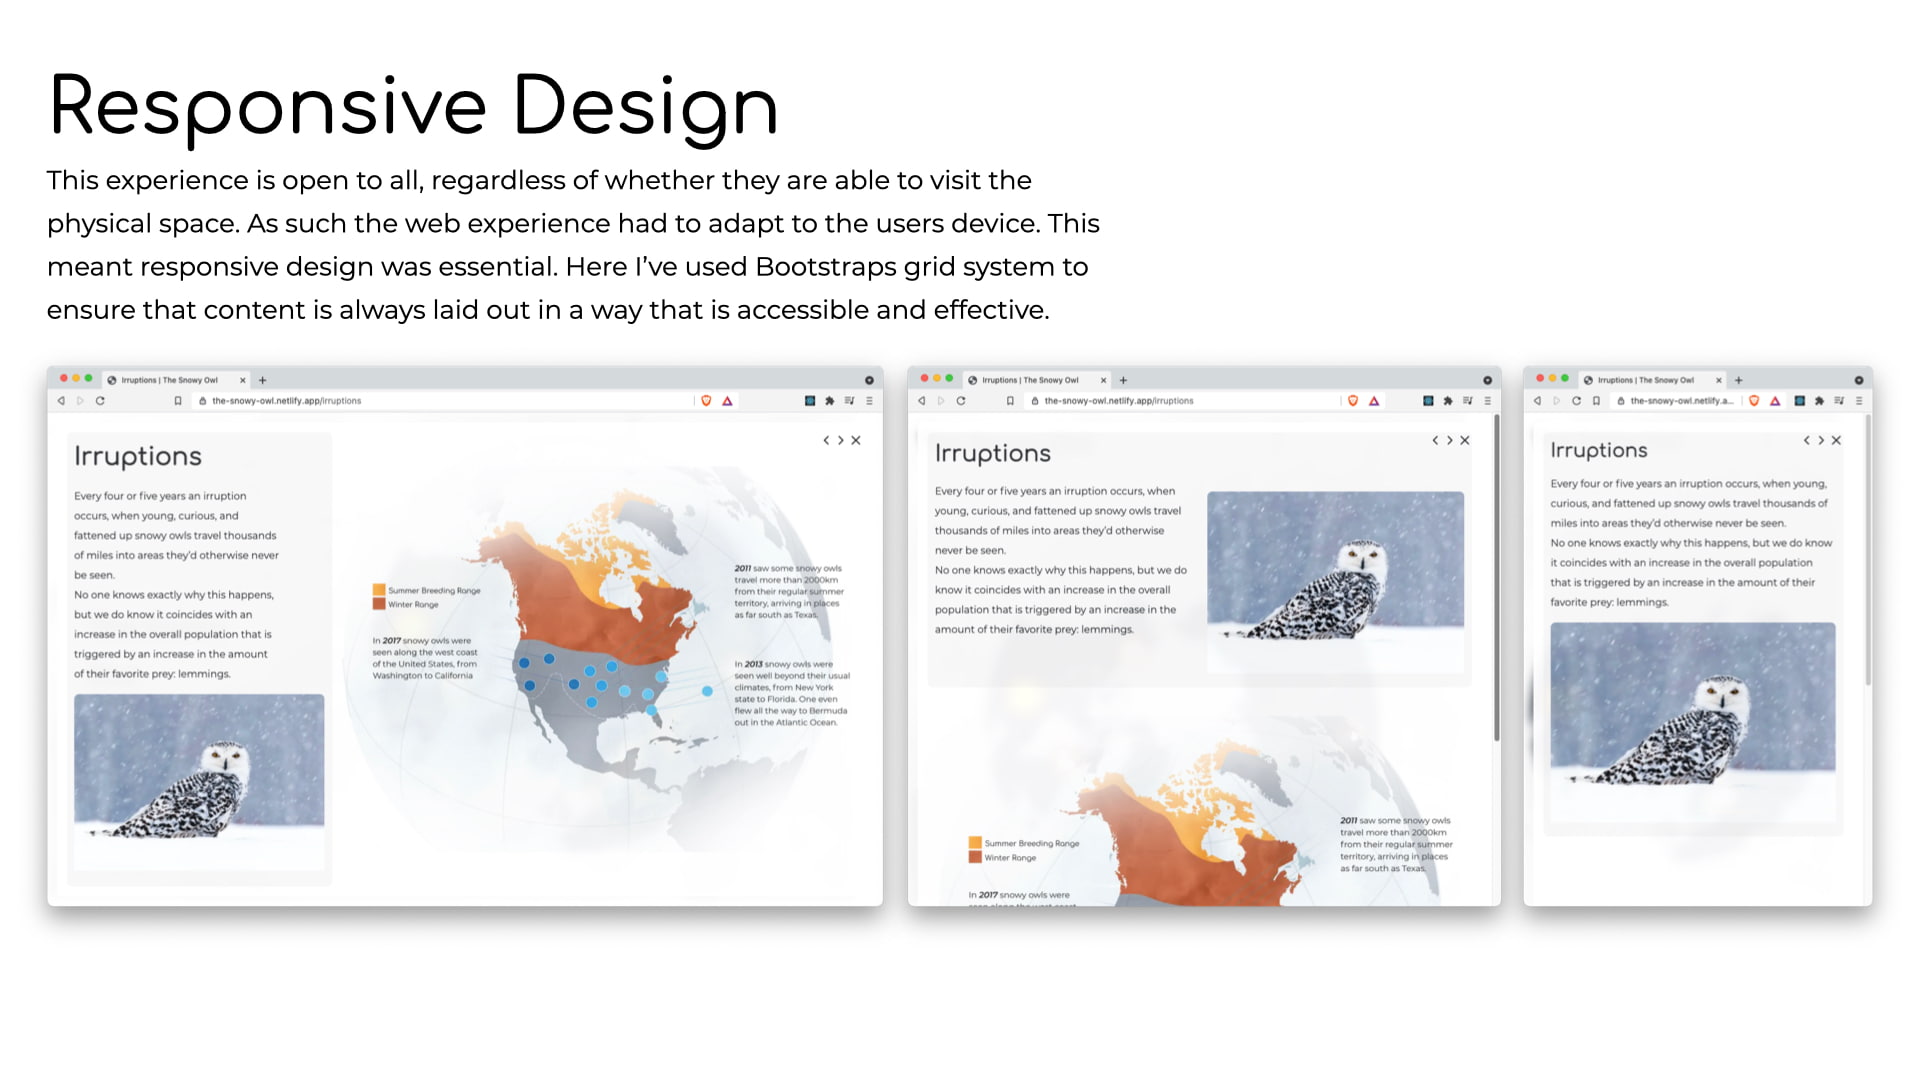 Responsive Design
This experience is open to all, regardless of whether they are able to visit the
physical space. As such the web experience had to adapt to the users device. This
meant responsive design was essential. Here I've used Bootstraps grid system to
ensure that content is always laid out in a way that is accessible and effective.
Irruptions | The Snowy Owl
the-snowy-owl.netlify.app/irruptions
Irruptions
Every four or five years an irruption
occurs, when young, curious, and
fattened up snowy owls travel thousands
of miles into areas they'd otherwise never
be seen.
No one knows exactly why this happens,
but we do know it coincides with an
increase in the overall population that is
triggered by an increase in the amount
of their favorite prey: lemmings.
Summer Breeding Range
Winter Range
In 2017 snowy owls were
seen along the west coast
of the United States, from
Washington to California
2011 saw some snowy owls
travel more than 2000km
from their regular summer
territory, arriving in places
as far south as Texas.
In 2013 snowy owls were
seen well beyond their usual
climates, from New York
state to Florida. One even
flew all the way to Bermuda
out in the Atlantic Ocean.
Irruptions | The Snowy Owl
the-snowy-owl.netlify.app/irruptions
Irruptions
Every four or five years an irruption occurs, when
young, curious, and fattened up snowy owls travel
thousands of miles into areas they'd otherwise
never be seen.
No one knows exactly why this happens, but we do
know it coincides with an increase in the overall
population that is triggered by an increase in the
amount of their favorite prey: lemmings.
Summer Breeding Range
Winter Range
In 2017 snowy owls were
2011 saw some snowy owls
travel more than 2000km
from their regular summer
territory, arriving in places
as far south as Texas.
Irruptions | The Snowy Owl
the-snowy-owl.netlify.a...
Irruptions
Every four or five years an irruption occurs, when young,
curious, and fattened up snowy owls travel thousands of
miles into areas they'd otherwise never be seen.
No one knows exactly why this happens, but we do know
it coincides with an increase in the overall population
that is triggered by an increase in the amount of their
favorite prey: lemmings.